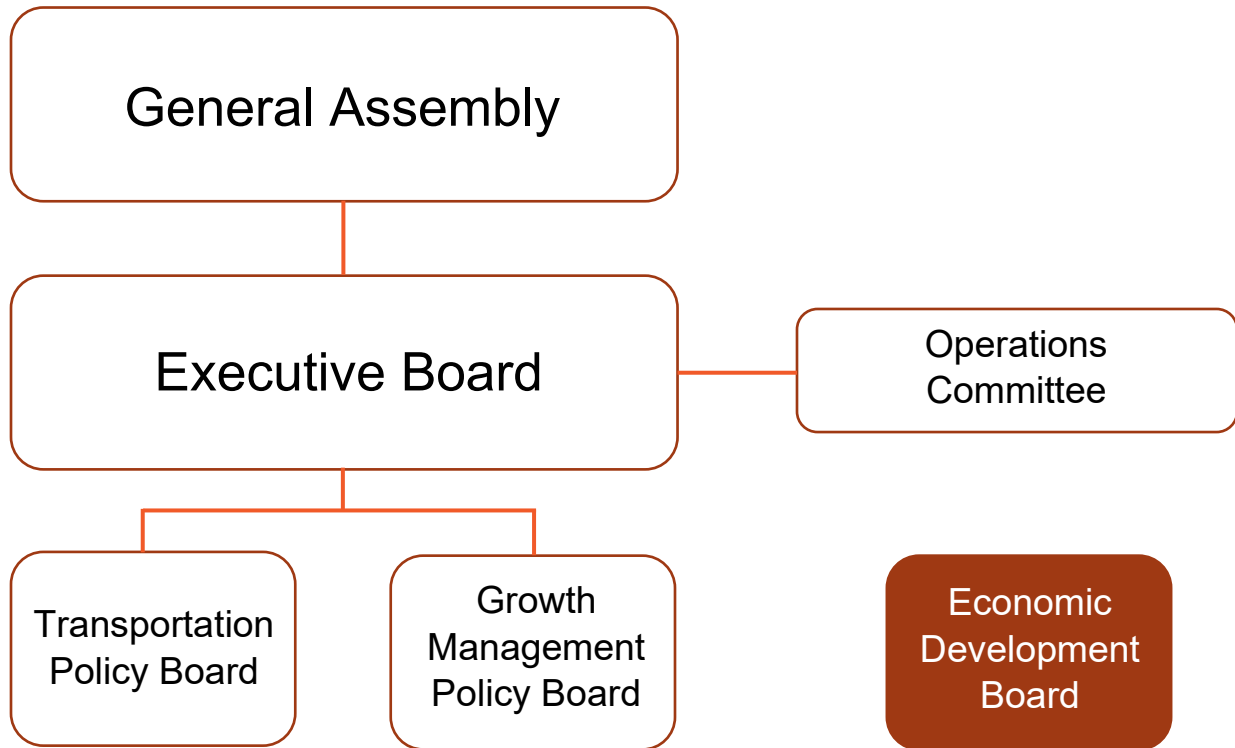 General Assembly
Executive Board
Operations
Committee
Transportation
Policy Board
Growth
Management
Policy Board
Economic
Development
Board